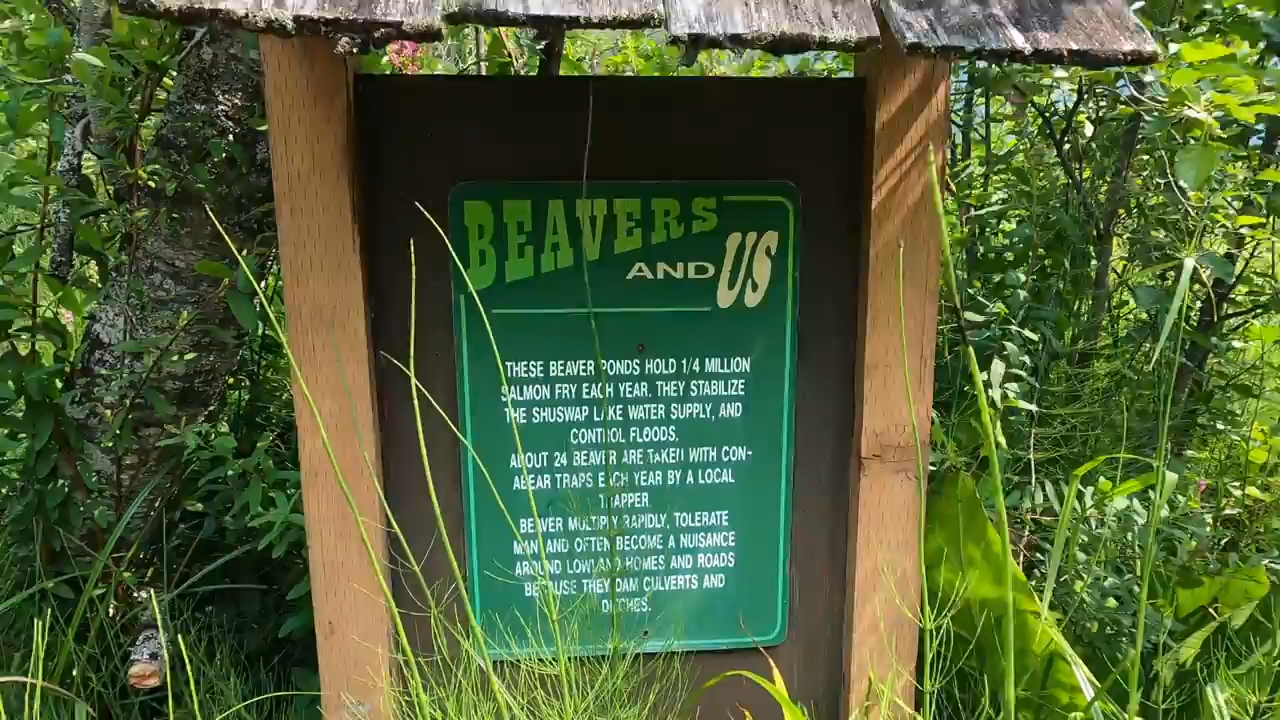 BEAVERS
AND US
THESE BEAVER PONDS HOLD 1/4 MILLION
SALMON FRY EACH YEAR. THEY STABILIZE
THE SHUSWAP LAKE WATER SUPPLY, AND
CONTROL FLOODS.
ABOUT 24 BEAVER ARE TAKEN WITH CON-
ABEAR TRAPS EACH YEAR BY A LOCAL
TRAPPER.
BEAVER MULTIPLY RAPIDLY, TOLERATE
MAN AND OFTEN BECOME A NUISANCE
AROUND LOWLAND HOMES AND ROADS
BECAUSE THEY DAM CULVERTS AND
DITCHES.